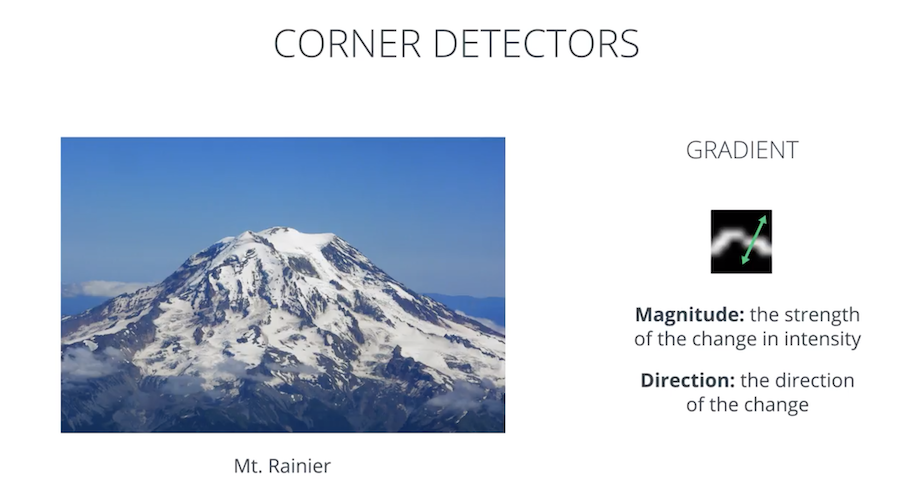 CORNER DETECTORS
GRADIENT
Magnitude: the strength
of the change in intensity
Direction: the direction
of the change
Mt. Rainier